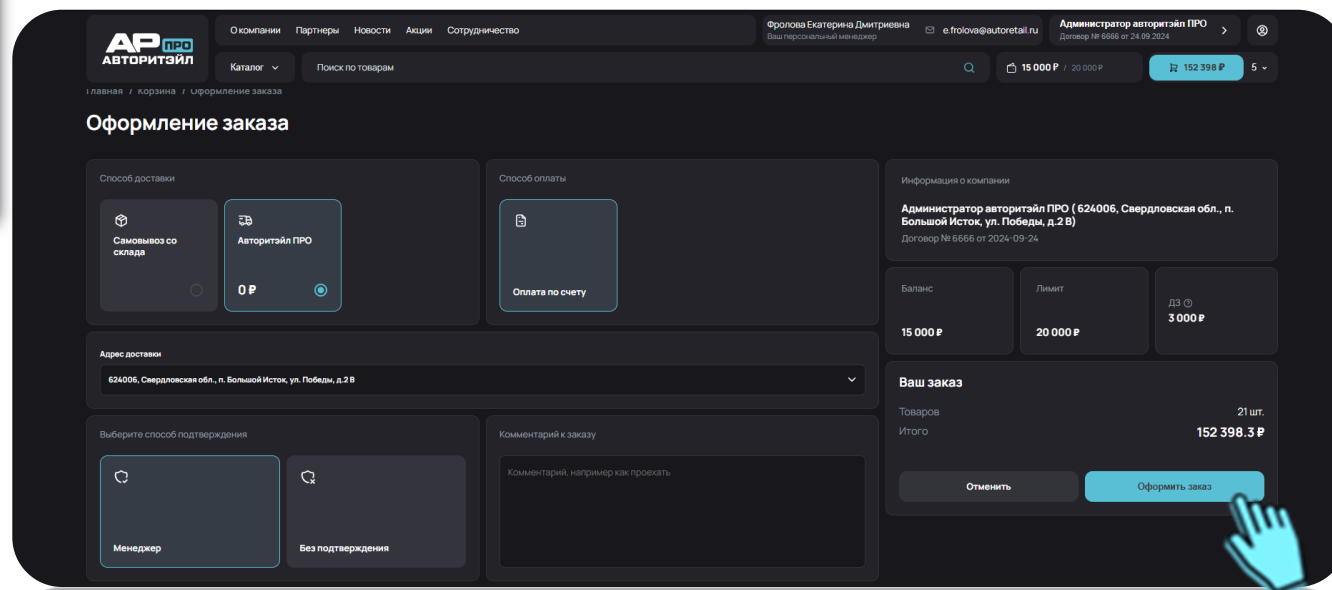 АР ПРО
АВТОРИТЭЙЛ
О компании Партнеры Новости Акции Сотрудничество
Фролова Екатерина Дмитриевна
Ваш персональный менеджер
e.frolova@autoretail.ru
Администратор авторитэйл ПРО
Договор № 6666 от 24.09.2024
Каталог
Поиск по товарам
15 000 ₽ / 20 000 ₽
152 398 ₽
5
Главная / Корзина / Оформление заказа
Оформление заказа
Способ доставки
Самовывоз со
склада
Авторитэйл ПРО
0 ₽
Способ оплаты
Оплата по счету
Информация о компании
Администратор авторитэйл ПРО ( 624006, Свердловская обл., п.
Большой Исток, ул. Победы, д.2 В)
Договор № 6666 от 2024-09-24
Баланс
15 000 ₽
Лимит
20 000 ₽
ДЗ
3 000 ₽
Адрес доставки
624006, Свердловская обл., п. Большой Исток, ул. Победы, д.2 В
Ваш заказ
Товаров 21 шт.
Итого 152 398.3 ₽
Отменить
Оформить заказ
Выберите способ подтверждения
Менеджер
Без подтверждения
Комментарий к заказу
Комментарий, например как проехать